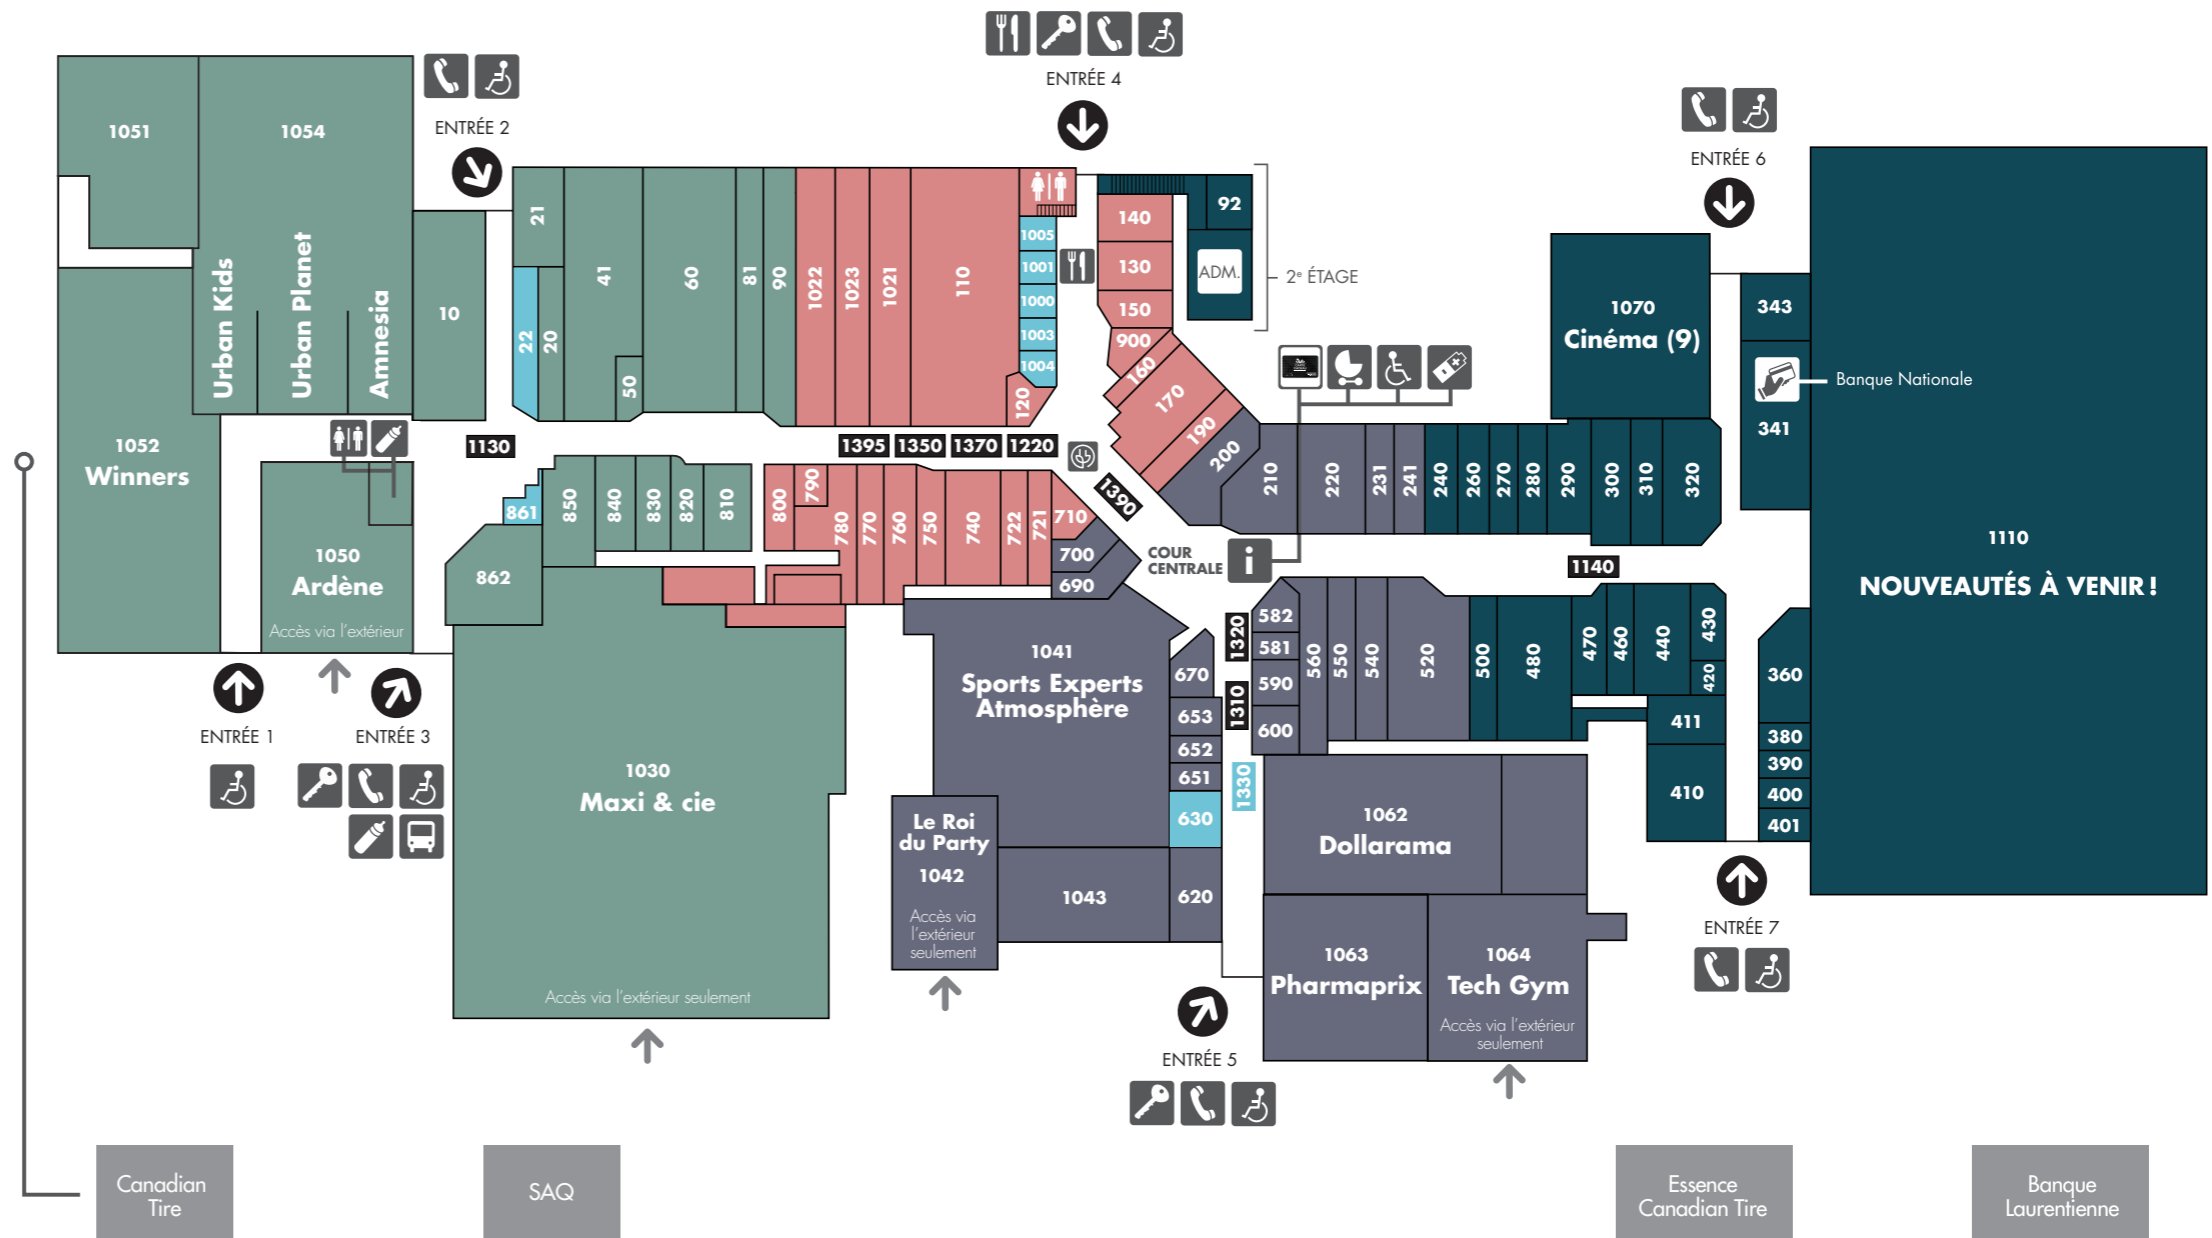 ENTRÉE 4
ENTRÉE 2
ENTRÉE 6
1051
1054
Urban Kids
Urban Planet
Amnesia
10
21
22
20
41
50
60
81
90
1022
1023
1021
110
1005
1001
1000
1003
1004
120
140
130
150
900
160
170
190
200
92
ADM.
2e ÉTAGE
1070
Cinéma (9)
343
Banque Nationale
341
1110
NOUVEAUTÉS À VENIR !
1052
Winners
1130
1395
1350
1370
1220
1390
210
220
231
241
240
260
270
280
290
300
310
320
1050
Ardène
Accès via l'extérieur
861
862
850
840
830
820
810
800
790
780
770
760
750
740
722
721
710
700
690
COUR
CENTRALE
i
1140
1320
1310
1330
582
581
590
600
560
550
540
520
500
480
470
460
440
430
420
411
410
360
380
390
400
401
1041
Sports Experts
Atmosphère
670
653
652
651
630
620
1030
Maxi & cie
Accès via l'extérieur seulement
Le Roi
du Party
1042
Accès via
l'extérieur
seulement
1043
1062
Dollarama
1063
Pharmaprix
1064
Tech Gym
Accès via l'extérieur
seulement
ENTRÉE 1
ENTRÉE 3
ENTRÉE 5
ENTRÉE 7
Canadian
Tire
SAQ
Essence
Canadian Tire
Banque
Laurentienne